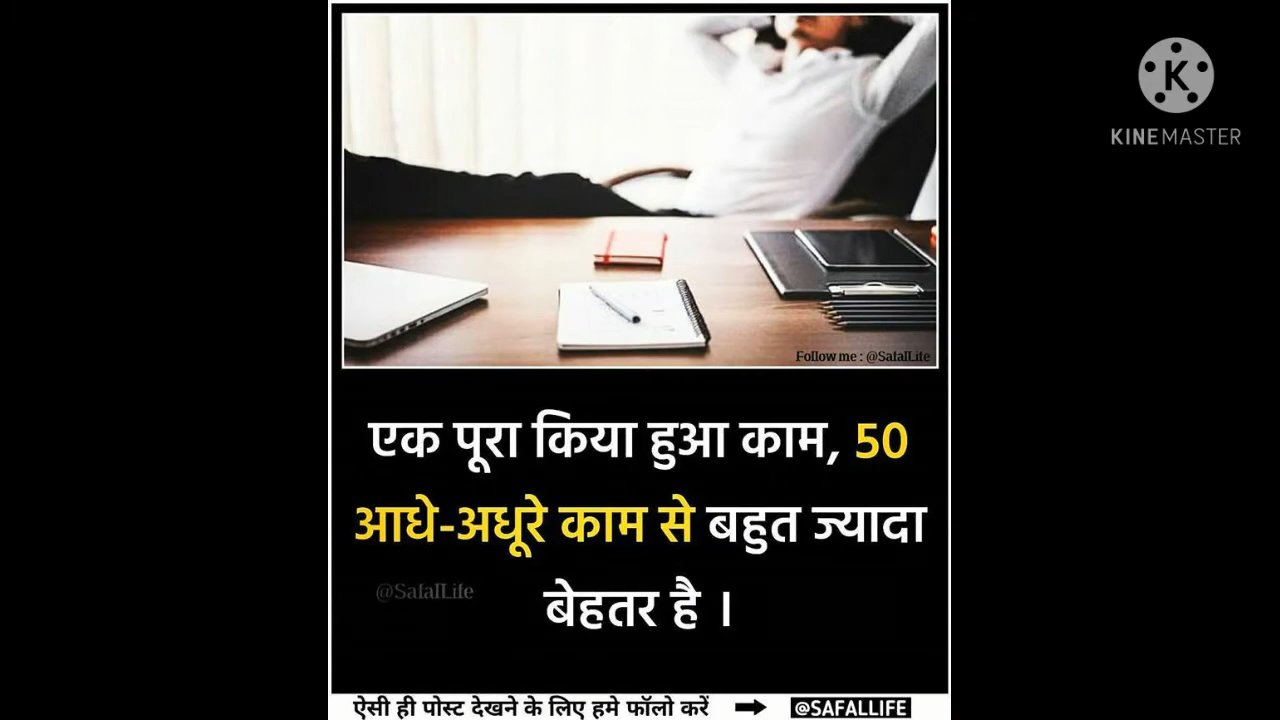 KINEMASTER
Follow me : @SafalLife
एक पूरा किया हुआ काम, 50
आधे-अधूरे काम से बहुत ज्यादा
बेहतर है ।
@SafalLife
ऐसी ही पोस्ट देखने के लिए हमे फॉलो करें ➡ @SAFALLIFE